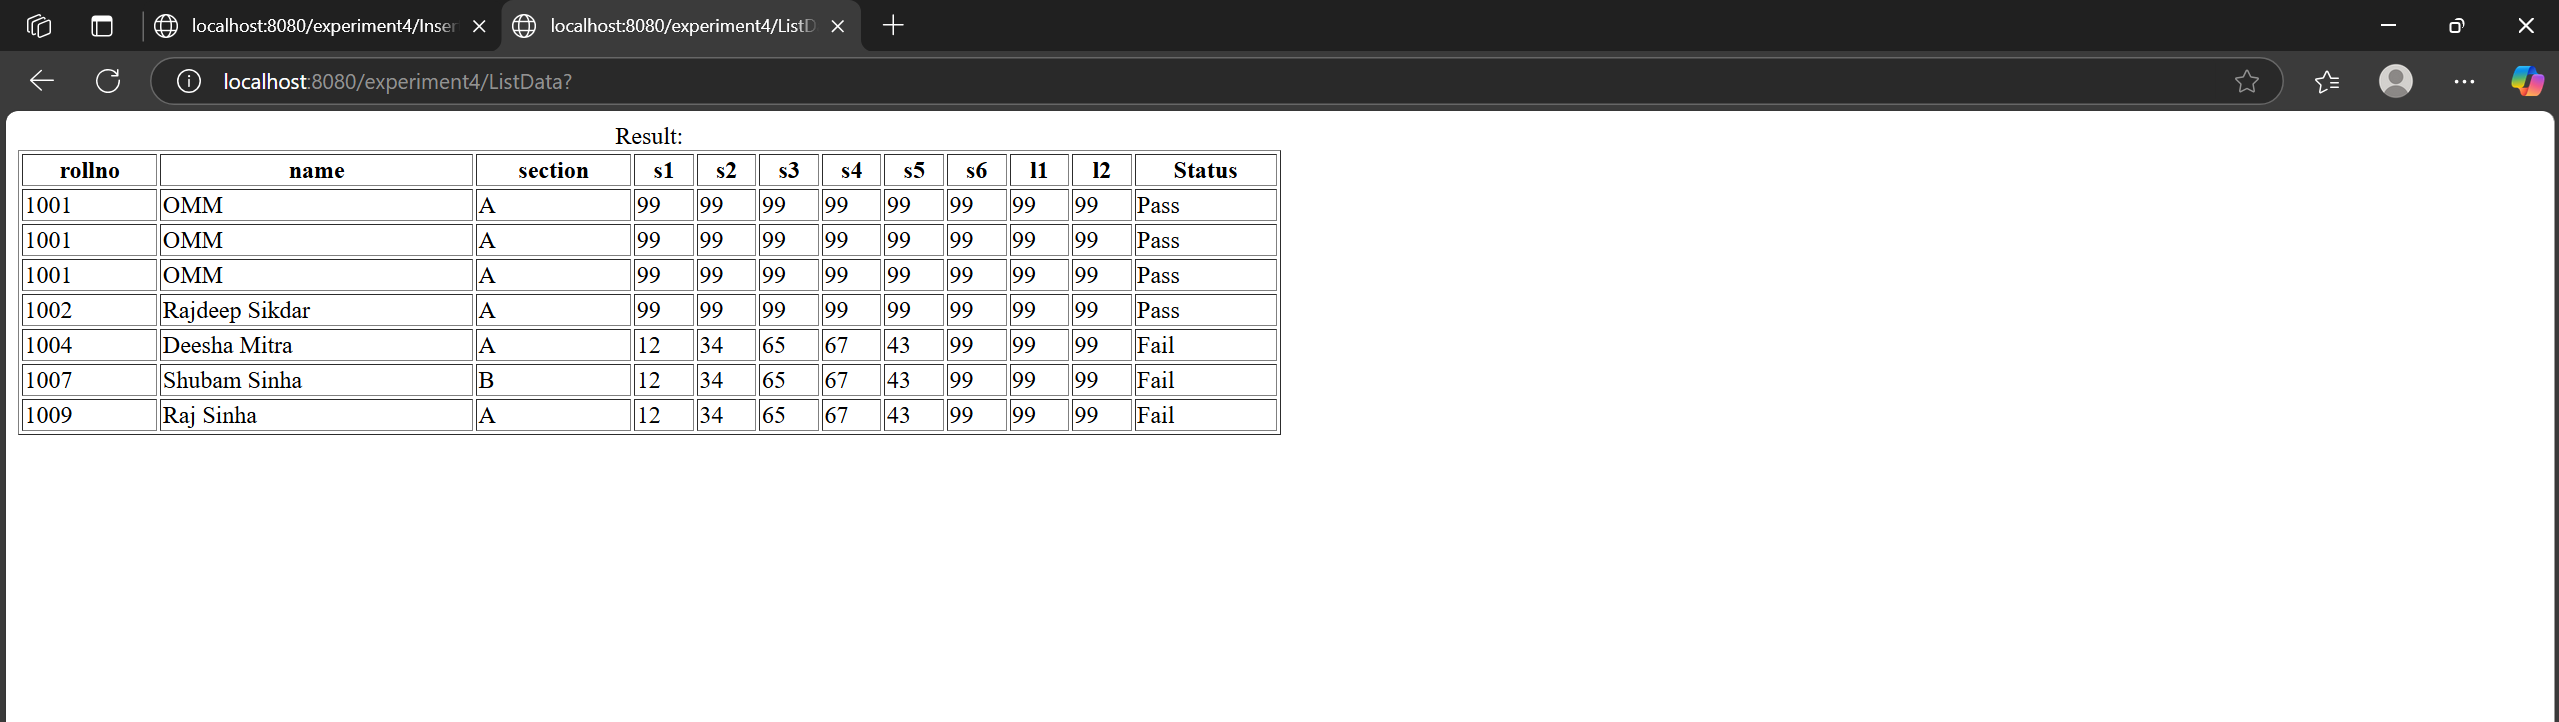 localhost:8080/experiment4/Inser
localhost:8080/experiment4/ListD
localhost:8080/experiment4/ListData?
Result:
rollno name section s1 s2 s3 s4 s5 s6 l1 l2 Status
1001 OMM A 99 99 99 99 99 99 99 99 Pass
1001 OMM A 99 99 99 99 99 99 99 99 Pass
1001 OMM A 99 99 99 99 99 99 99 99 Pass
1002 Rajdeep Sikdar A 99 99 99 99 99 99 99 99 Pass
1004 Deesha Mitra A 12 34 65 67 43 99 99 99 Fail
1007 Shubam Sinha B 12 34 65 67 43 99 99 99 Fail
1009 Raj Sinha A 12 34 65 67 43 99 99 99 Fail